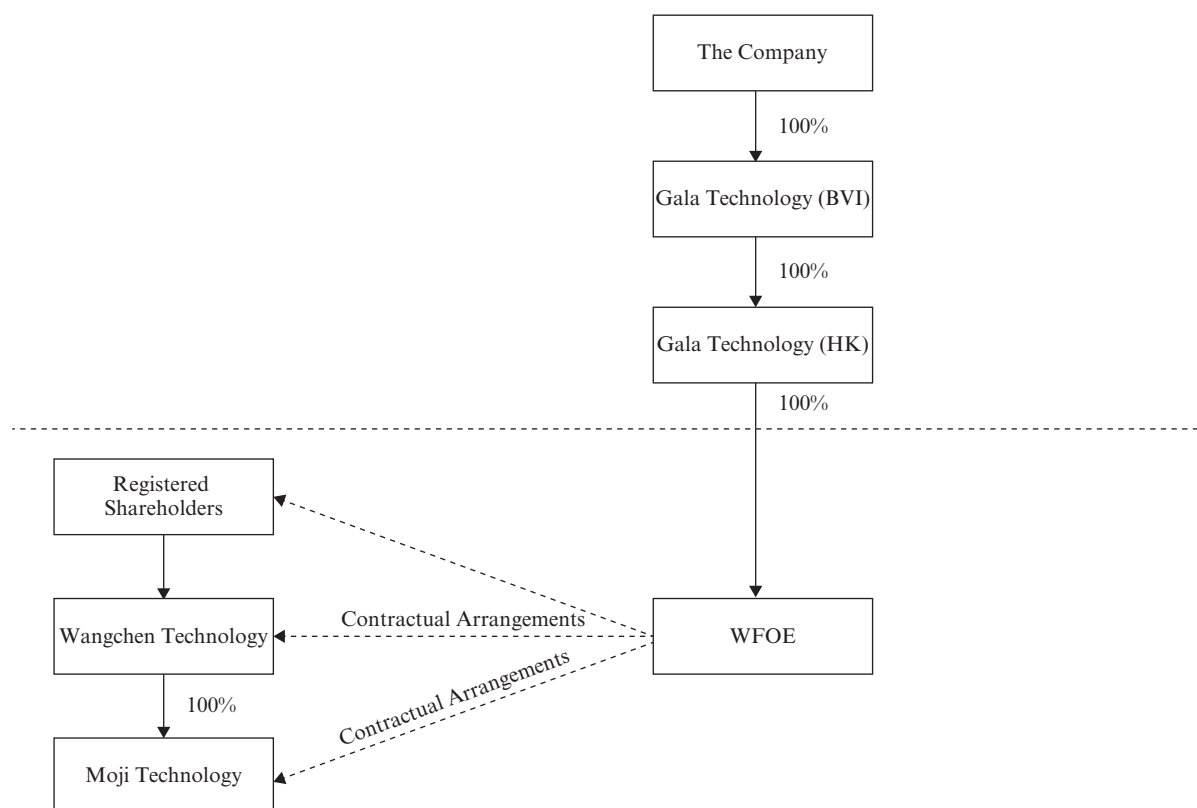 The Company
100%
Gala Technology (BVI)
100%
Gala Technology (HK)
100%
Registered
Shareholders
Wangchen Technology
Contractual Arrangements
WFOE
Contractual Arrangements
100%
Moji Technology